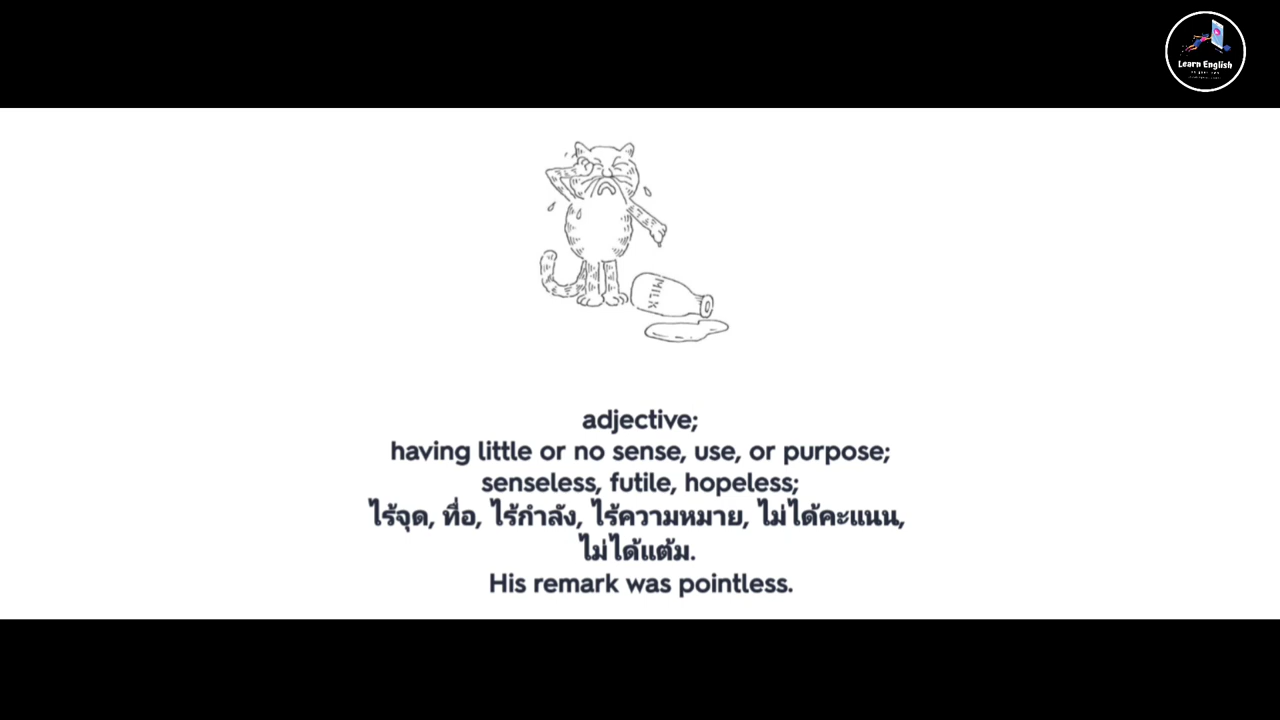 Learn English
MILK
adjective;
having little or no sense, use, or purpose;
senseless, futile, hopeless;
ไร้จุด, ทื่อ, ไร้กำลัง, ไร้ความหมาย, ไม่ได้คะแนน,
ไม่ได้แต้ม.
His remark was pointless.